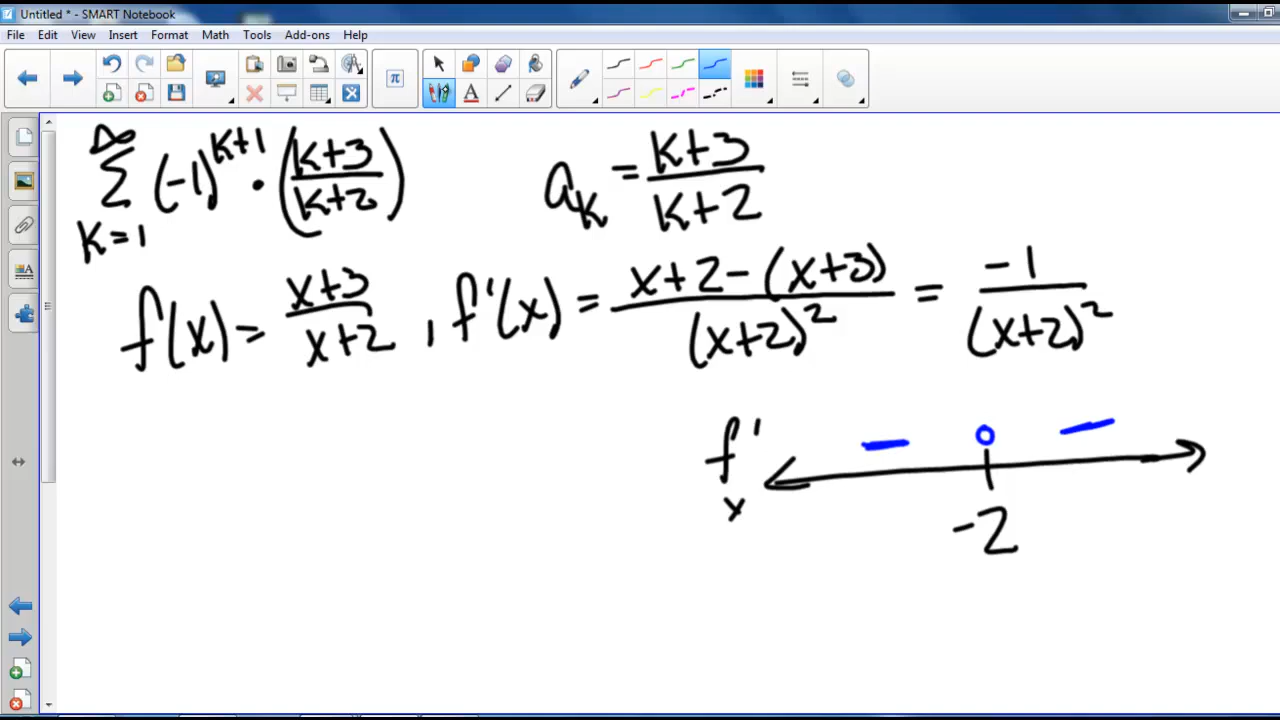 Untitled * - SMART Notebook
File Edit View Insert Format Math Tools Add-ons Help
π
A
∞
∑ (-1)^{k+1} · ((k+3)/(k+2))
k=1
a_k = (k+3)/(k+2)
f(x) = (x+3)/(x+2) , f'(x) = (x+2-(x+3))/(x+2)^2 = -1/(x+2)^2
f'
x
-2